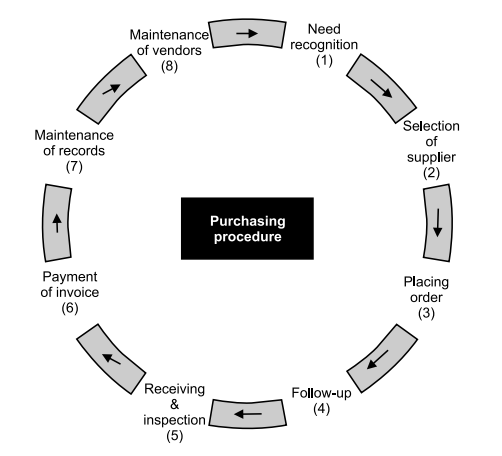 Need
recognition
(1)
Selection
of
supplier
(2)
Placing
order
(3)
Follow-up
(4)
Receiving
&
inspection
(5)
Payment
of invoice
(6)
Maintenance
of records
(7)
Maintenance
of vendors
(8)
Purchasing
procedure